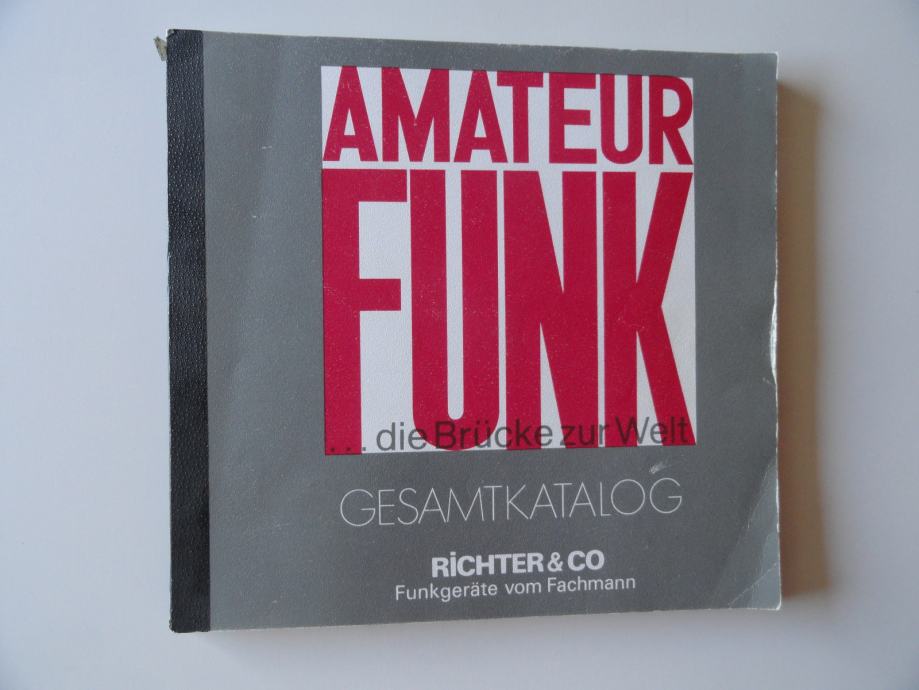 AMATEUR
FUNK
...die Brücke zur Welt
GESAMTKATALOG
RiCHTER & CO
Funkgeräte vom Fachmann